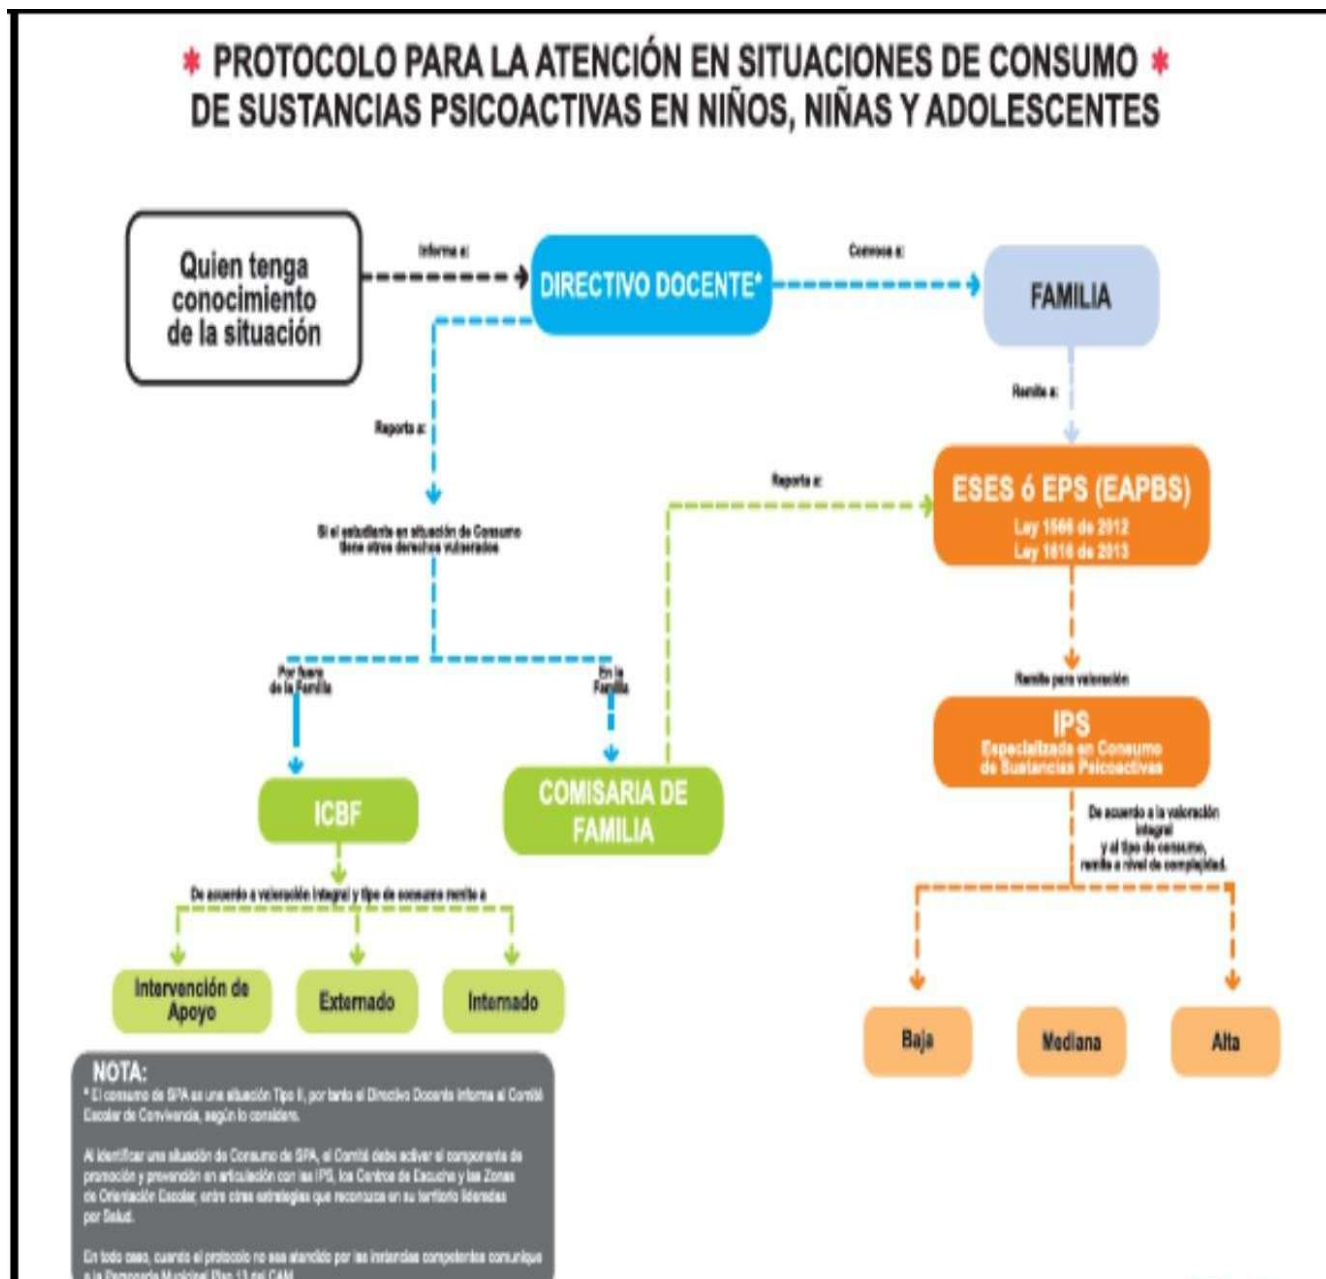 * PROTOCOLO PARA LA ATENCIÓN EN SITUACIONES DE CONSUMO *
DE SUSTANCIAS PSICOACTIVAS EN NIÑOS, NIÑAS Y ADOLESCENTES
Quien tenga
conocimiento
de la situación
Informa a:
DIRECTIVO DOCENTE*
Convoca a:
FAMILIA
Remite a:
Reporta a:
Si el estudiante en situación de Consumo
tiene otros derechos vulnerados
Reporta a:
ESES ó EPS (EAPBS)
Ley 1566 de 2012
Ley 1616 de 2013
Por fuera
de la Familia
En la
Familia
Remite para valoración
IPS
Especializada en Consumo
de Sustancias Psicoactivas
ICBF
COMISARIA DE
FAMILIA
De acuerdo a la valoración
integral
y al tipo de consumo,
remite a nivel de complejidad.
De acuerdo a valoración integral y tipo de consumo remite a
Intervención de
Apoyo
Externado
Internado
Baja
Mediana
Alta
NOTA:
* El consumo de SPA es una situación Tipo II, por tanto el Directivo Docente informa al Comité
Escolar de Convivencia, según lo considere.
Al identificar una situación de Consumo de SPA, el Comité debe activar el componente de
promoción y prevención en articulación con las IPS, los Centros de Escucha y las Zonas
de Orientación Escolar, entre otras estrategias que reconozca en su territorio lideradas
por Salud.
En todo caso, cuando el protocolo no sea atendido por las instancias competentes comunique
a la Personería Municipal Piso 13 del CAM.